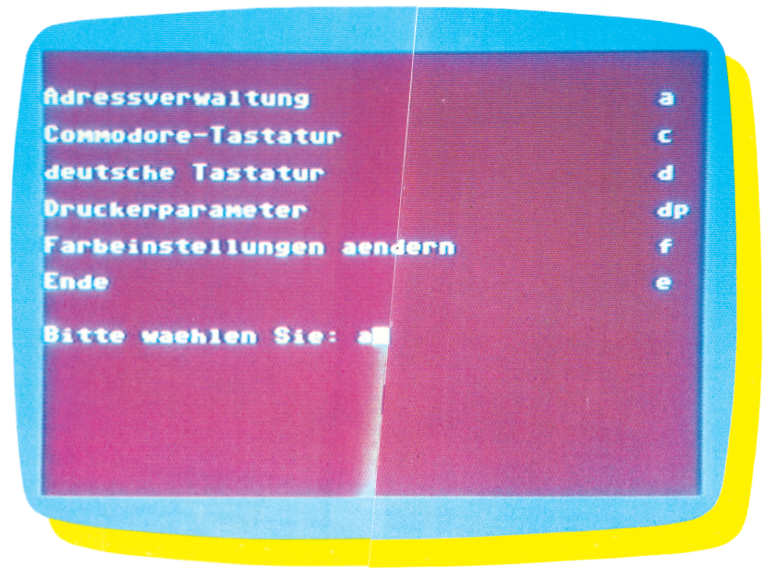 Adressverwaltung a
Commodore-Tastatur c
deutsche Tastatur d
Druckerparameter dp
Farbeinstellungen aendern f
Ende e
Bitte waehlen Sie: a